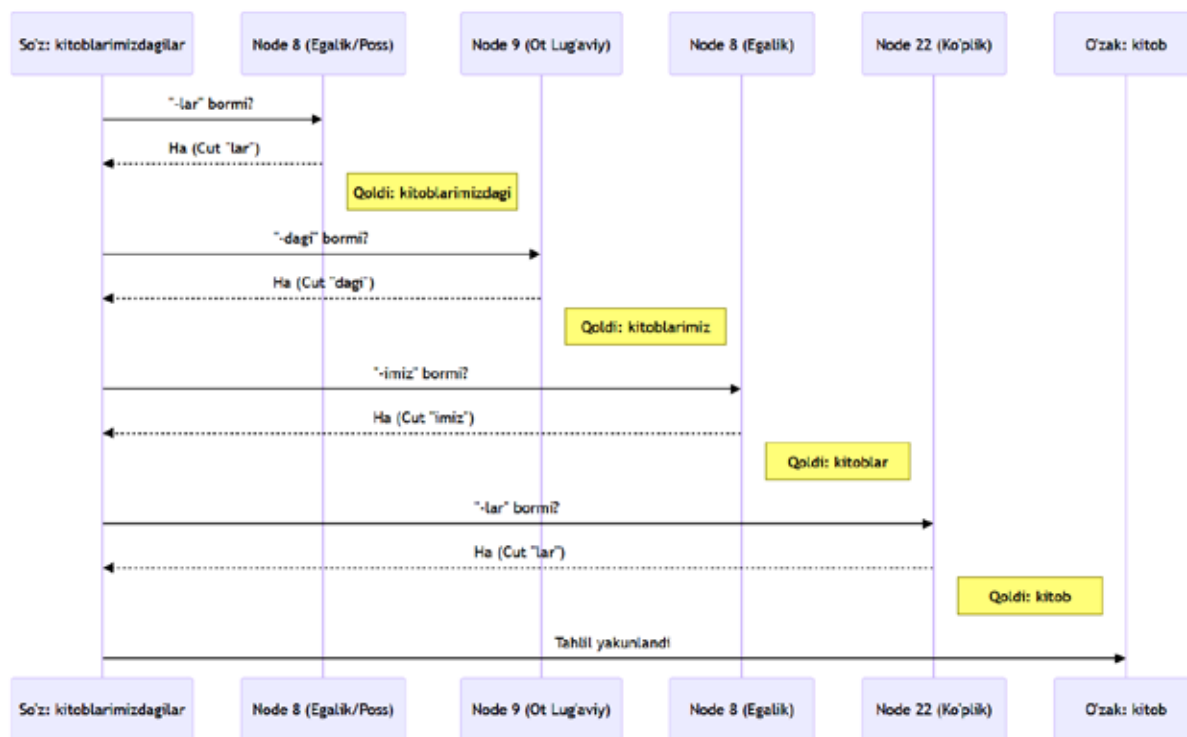 So'z: kitoblarimizdagilar
Node 8 (Egalik/Poss)
Node 9 (Ot Lug'aviy)
Node 8 (Egalik)
Node 22 (Ko'plik)
O'zak: kitob
"-lar" bormi?
Ha (Cut "lar")
Qoldi: kitoblarimizdagi
"-dagi" bormi?
Ha (Cut "dagi")
Qoldi: kitoblarimiz
"-imiz" bormi?
Ha (Cut "imiz")
Qoldi: kitoblar
"-lar" bormi?
Ha (Cut "lar")
Qoldi: kitob
Tahlil yakunlandi
So'z: kitoblarimizdagilar
Node 8 (Egalik/Poss)
Node 9 (Ot Lug'aviy)
Node 8 (Egalik)
Node 22 (Ko'plik)
O'zak: kitob